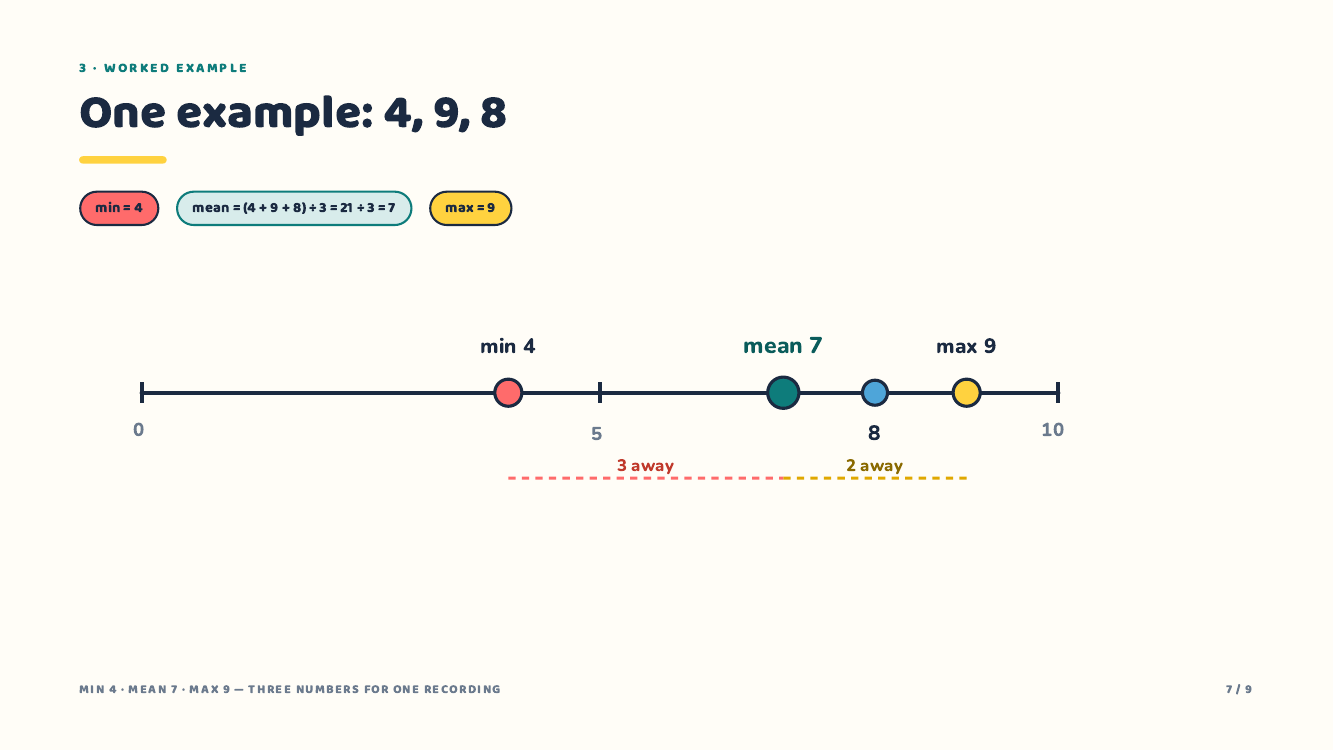 3 · WORKED EXAMPLE
One example: 4, 9, 8
min = 4
mean = (4 + 9 + 8) ÷ 3 = 21 ÷ 3 = 7
max = 9
min 4
mean 7
max 9
0
5
8
10
3 away
2 away
MIN 4 · MEAN 7 · MAX 9 — THREE NUMBERS FOR ONE RECORDING
7 / 9